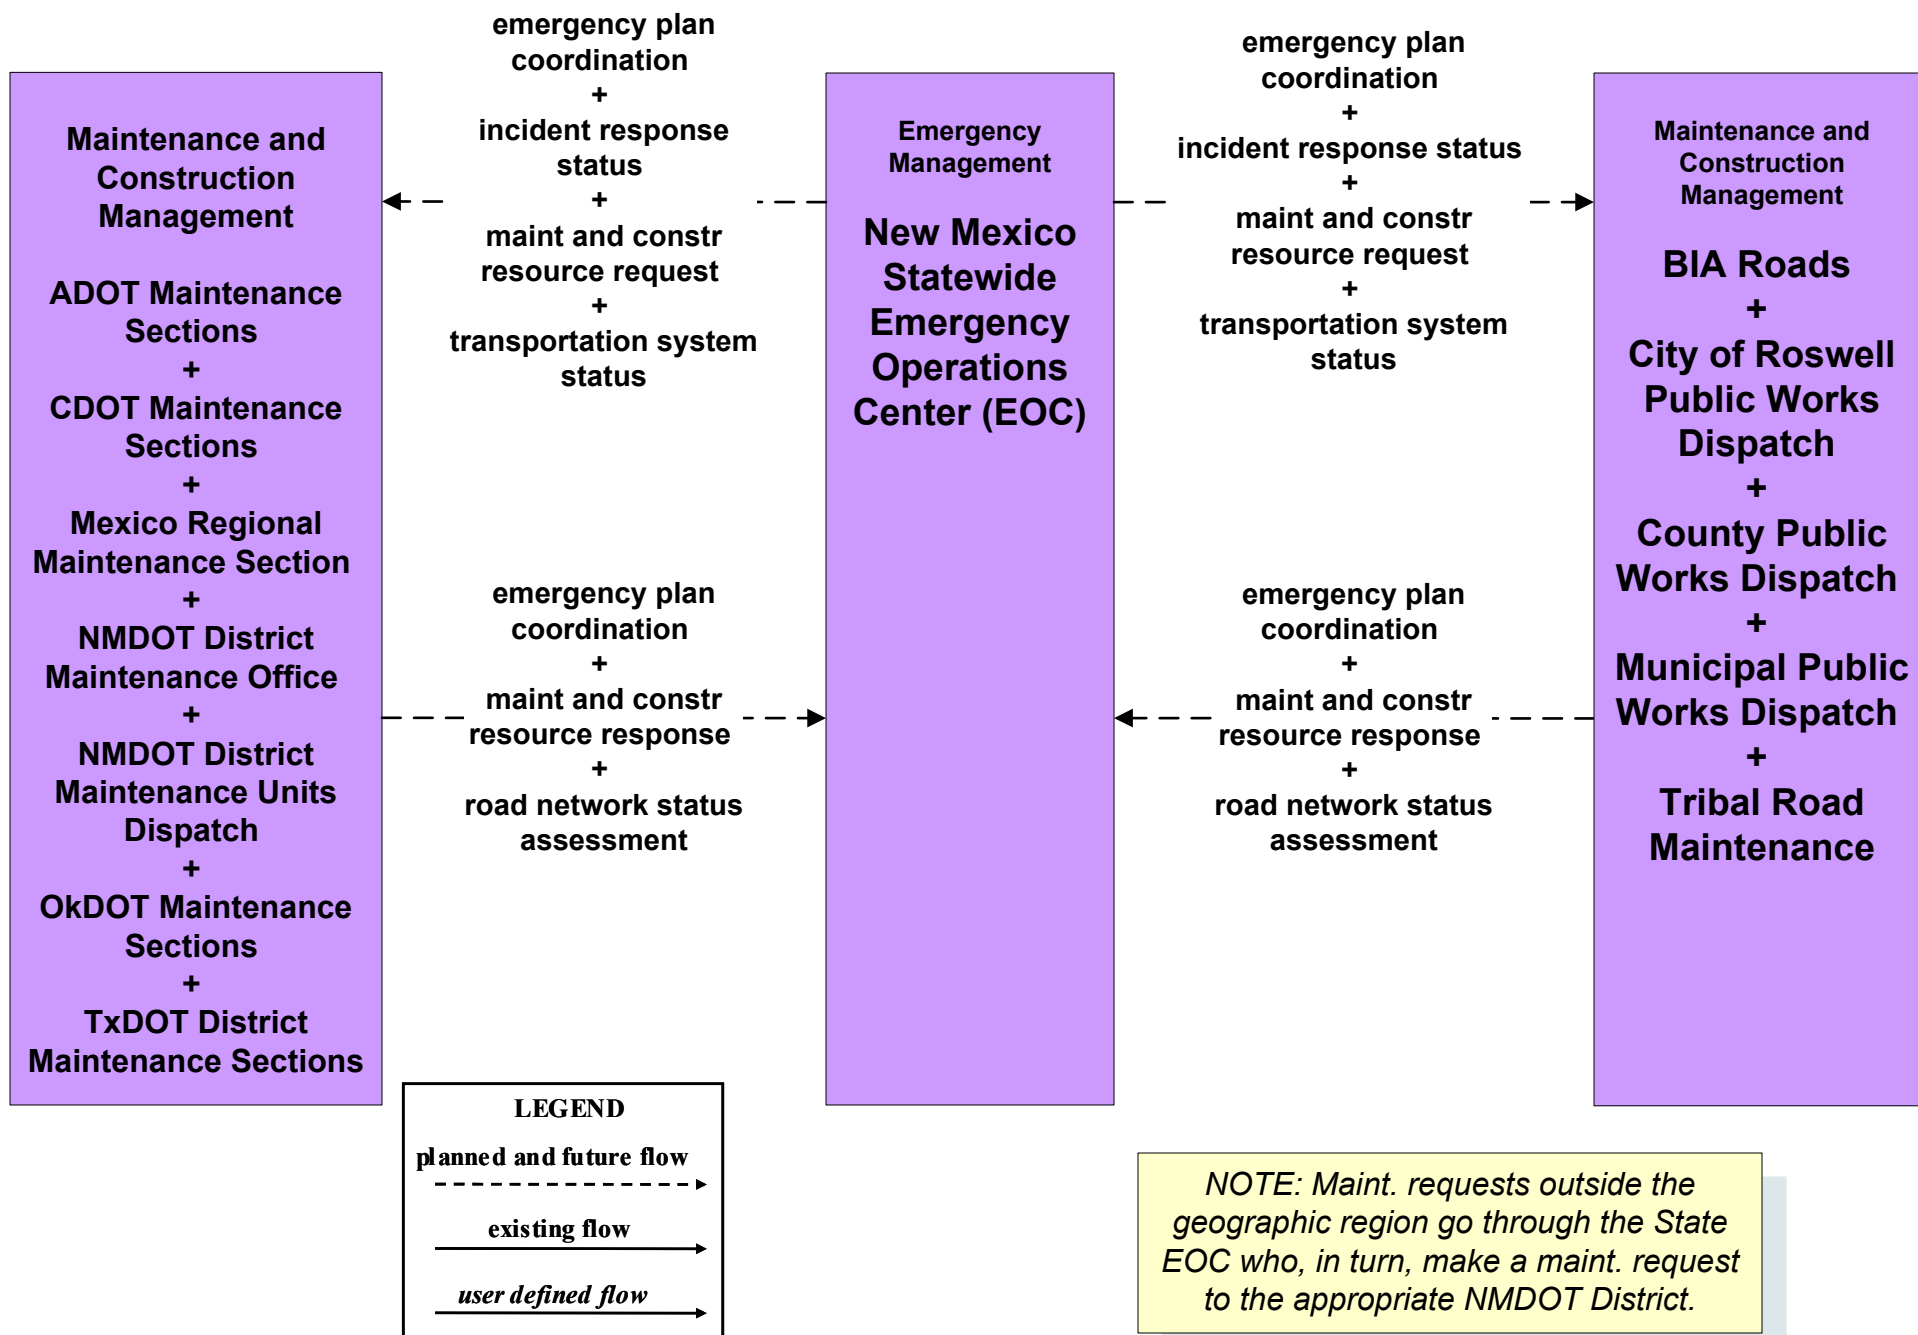 Maintenance and
Construction
Management
ADOT Maintenance
Sections
+
CDOT Maintenance
Sections
+
Mexico Regional
Maintenance Section
+
NMDOT District
Maintenance Office
+
NMDOT District
Maintenance Units
Dispatch
+
OkDOT Maintenance
Sections
+
TxDOT District
Maintenance Sections
emergency plan
coordination
+
incident response
status
+
maint and constr
resource request
+
transportation system
status
emergency plan
coordination
+
maint and constr
resource response
+
road network status
assessment
Emergency
Management
New Mexico
Statewide
Emergency
Operations
Center (EOC)
emergency plan
coordination
+
incident response status
+
maint and constr
resource request
+
transportation system
status
emergency plan
coordination
+
maint and constr
resource response
+
road network status
assessment
Maintenance and
Construction
Management
BIA Roads
+
City of Roswell
Public Works
Dispatch
+
County Public
Works Dispatch
+
Municipal Public
Works Dispatch
+
Tribal Road
Maintenance
LEGEND
planned and future flow
existing flow
user defined flow
NOTE: Maint. requests outside the
geographic region go through the State
EOC who, in turn, make a maint. request
to the appropriate NMDOT District.